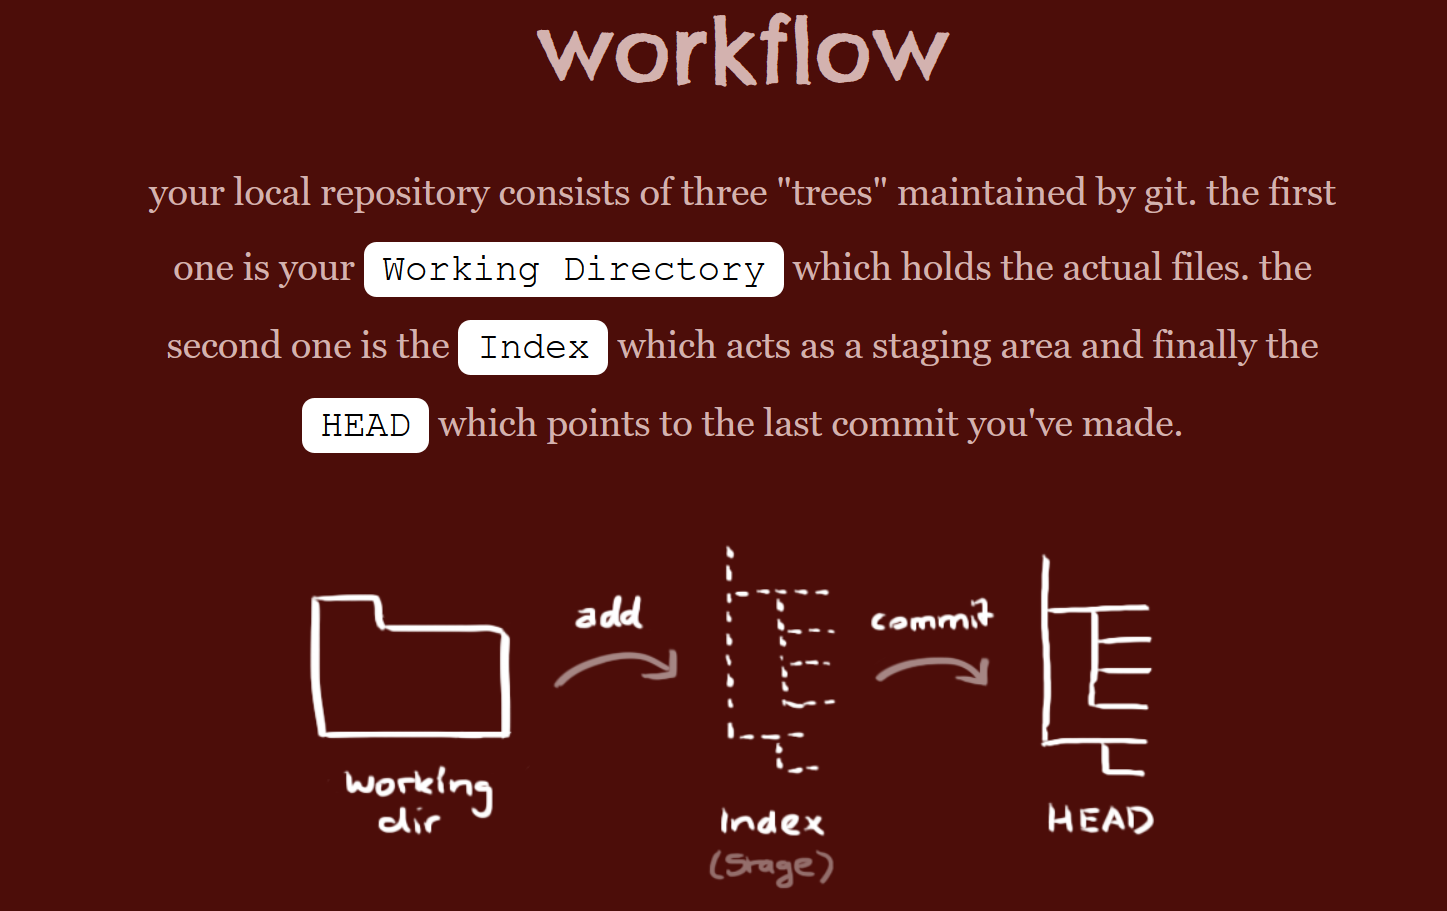 workflow
your local repository consists of three "trees" maintained by git. the first
one is your Working Directory which holds the actual files. the
second one is the Index which acts as a staging area and finally the
HEAD which points to the last commit you've made.
add
commit
working
dir
Index
(Stage)
HEAD